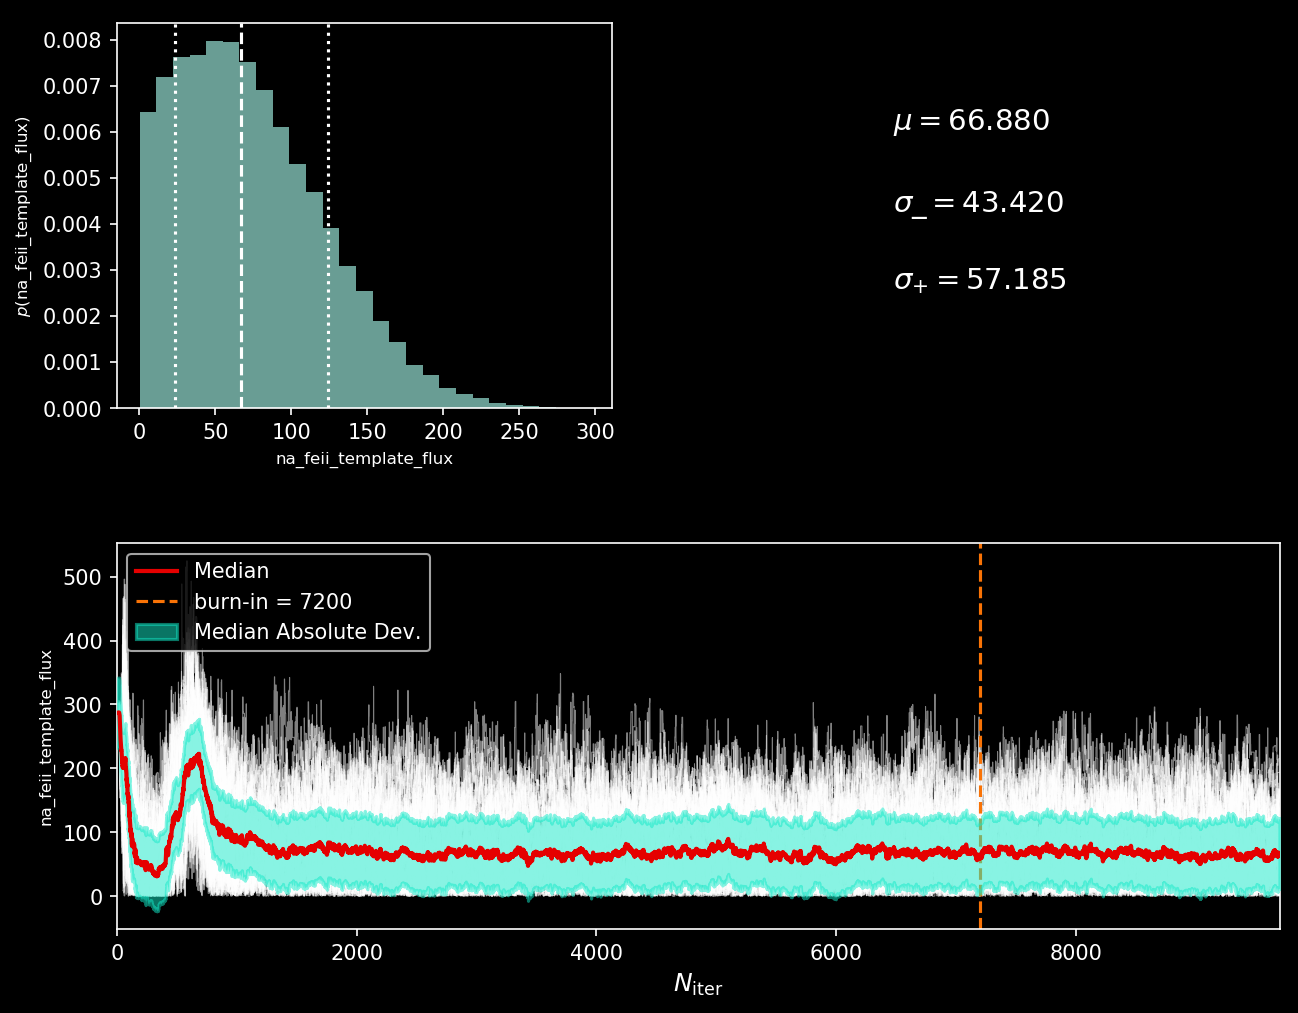 0.008
0.007
0.006
0.005
0.004
0.003
0.002
0.001
0.000
p(na_feii_template_flux)
0 50 100 150 200 250 300
na_feii_template_flux
μ = 66.880
σ_ = 43.420
σ+ = 57.185
Median
burn-in = 7200
Median Absolute Dev.
500
400
300
200
100
0
na_feii_template_flux
0 2000 4000 6000 8000
Niter